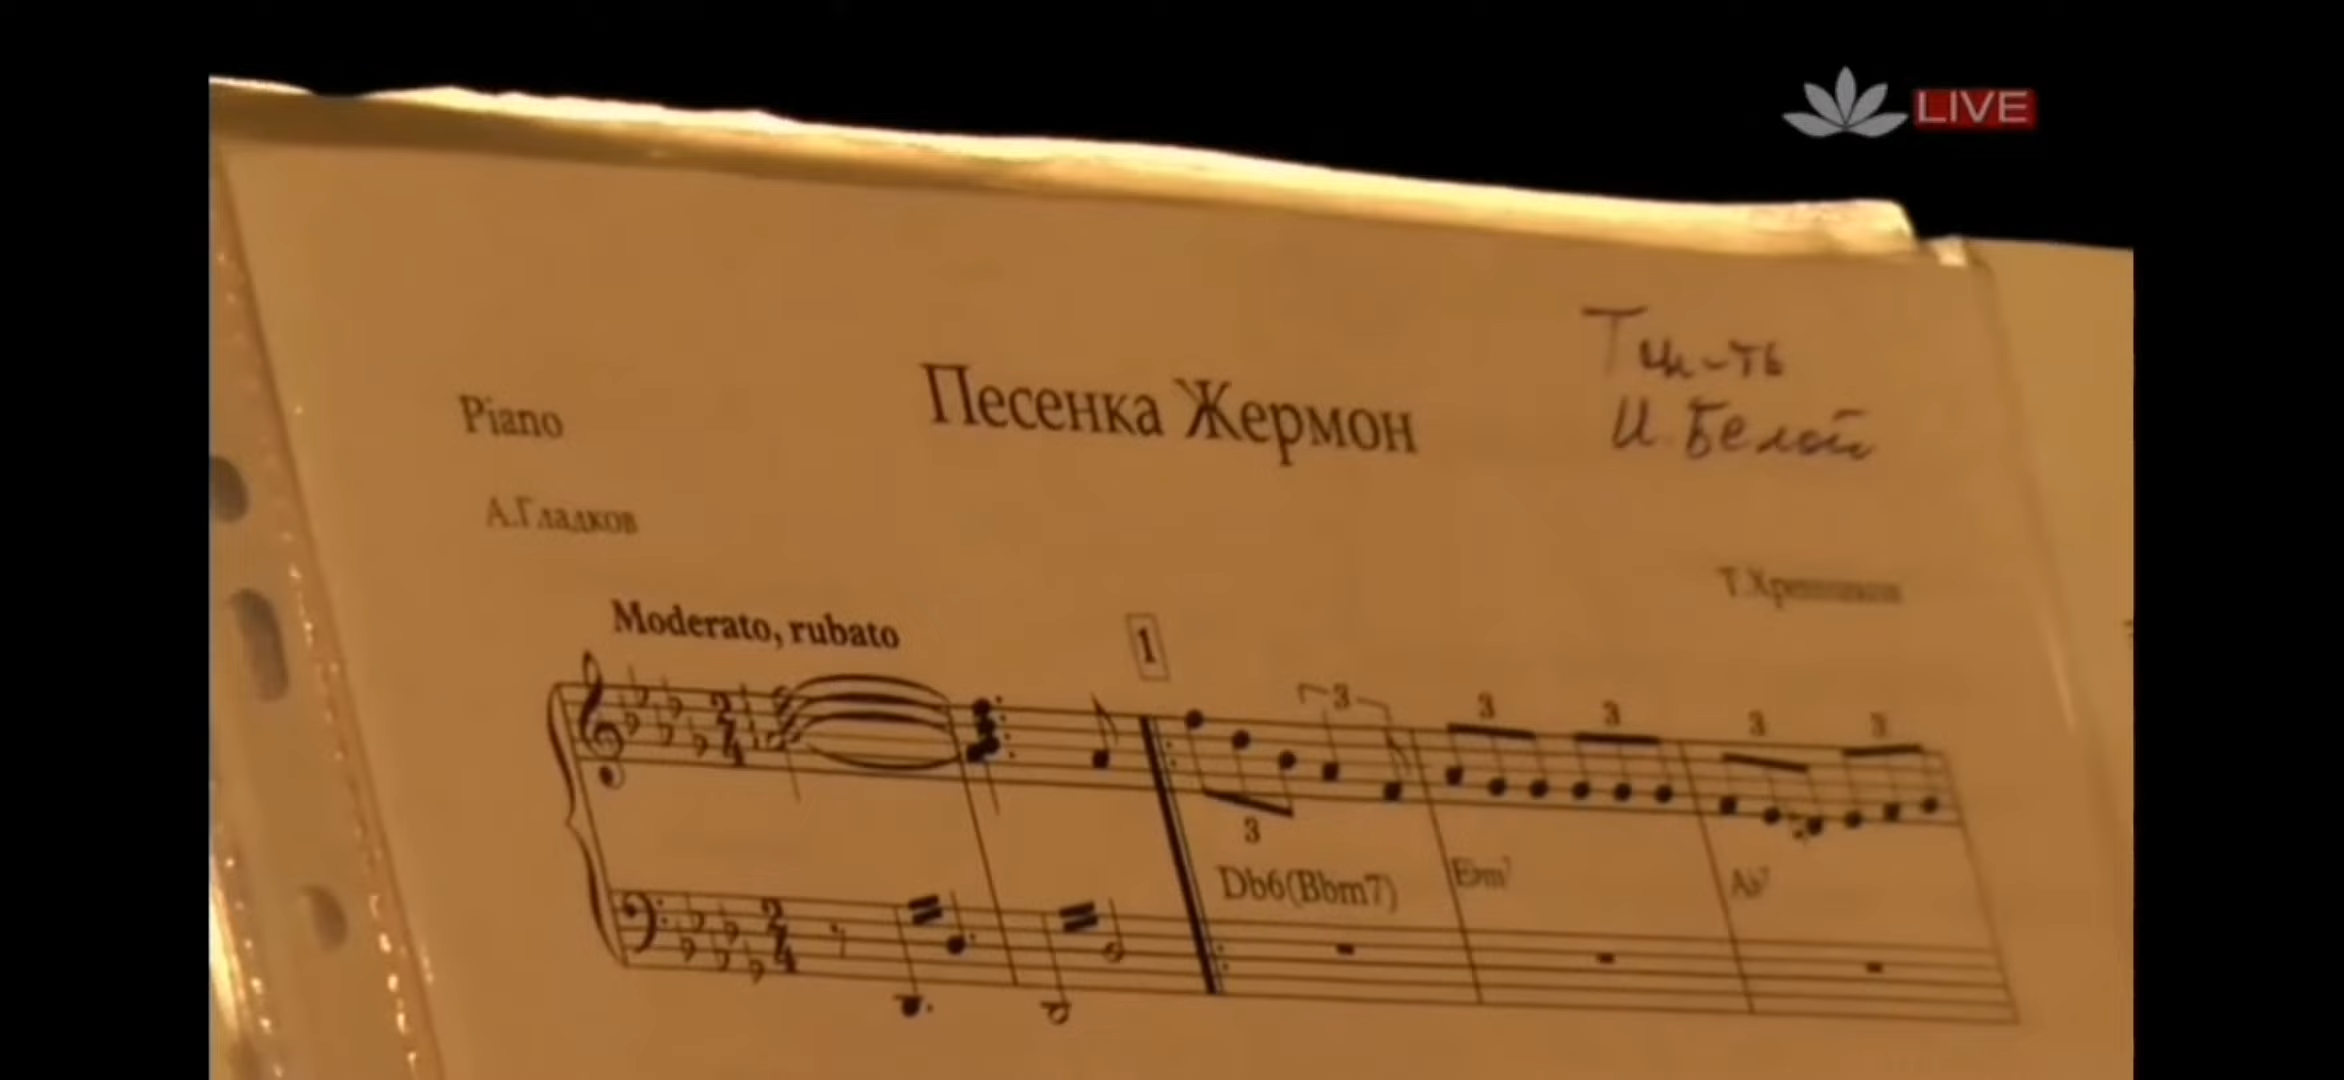 LIVE
Песенка Жермон
И. Белой
Piano
А.Гладков
Т.Хренников
Moderato, rubato
1
3
3 3 3 3 3
Db6(Bbm7) Ebm7 Ab7